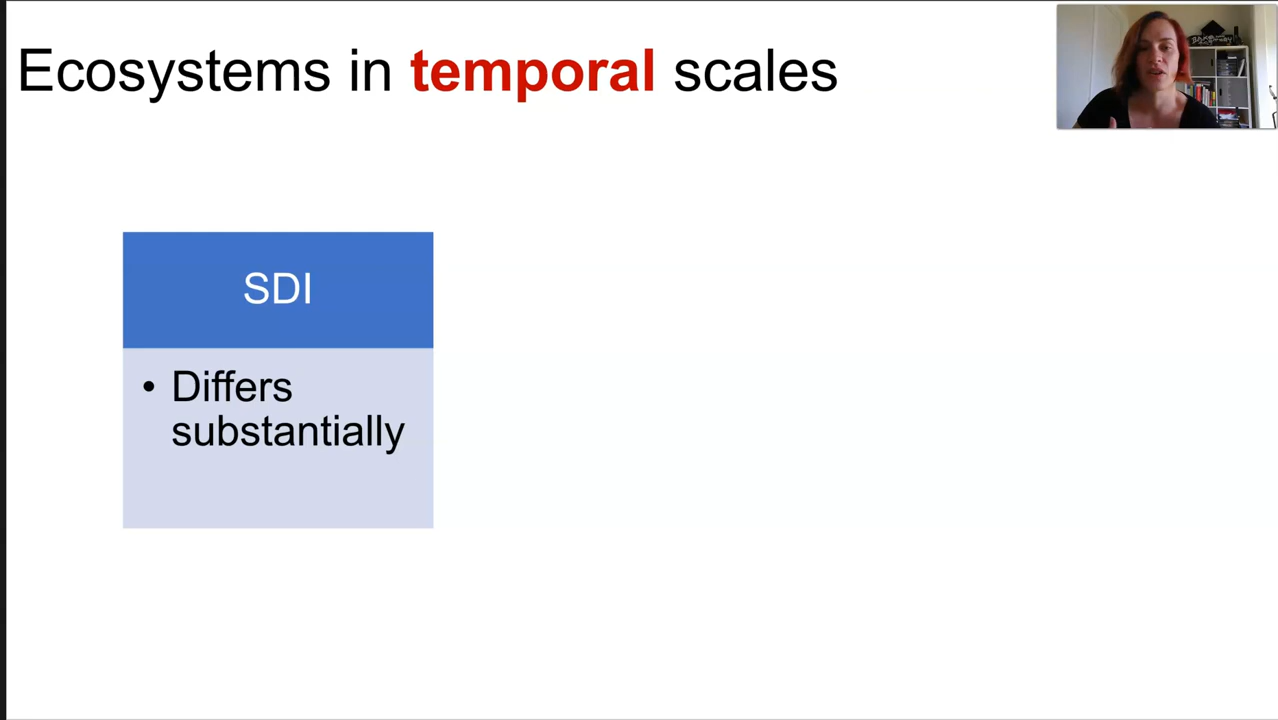 Ecosystems in temporal scales
SDI
• Differs
substantially